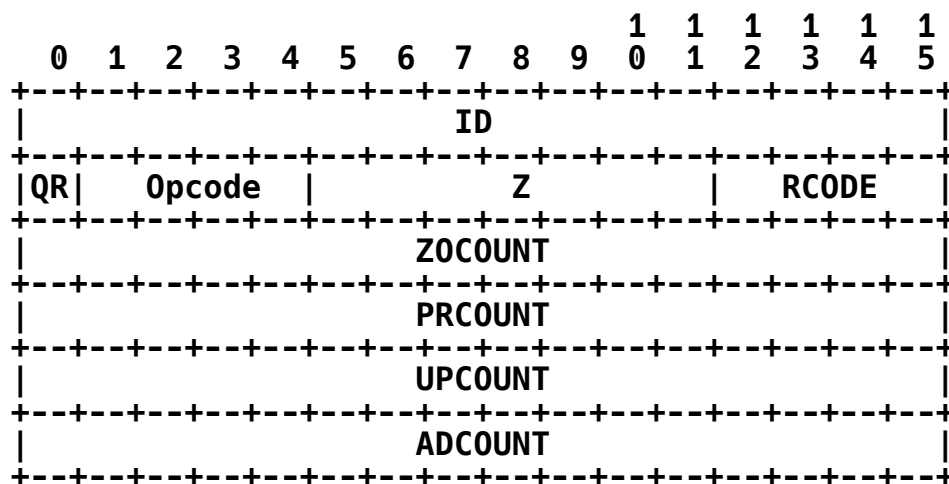 1  1  1  1  1  1
  0  1  2  3  4  5  6  7  8  9  0  1  2  3  4  5
+--+--+--+--+--+--+--+--+--+--+--+--+--+--+--+--+
|                      ID                       |
+--+--+--+--+--+--+--+--+--+--+--+--+--+--+--+--+
|QR|   Opcode  |          Z         |   RCODE   |
+--+--+--+--+--+--+--+--+--+--+--+--+--+--+--+--+
|                    ZOCOUNT                    |
+--+--+--+--+--+--+--+--+--+--+--+--+--+--+--+--+
|                    PRCOUNT                    |
+--+--+--+--+--+--+--+--+--+--+--+--+--+--+--+--+
|                    UPCOUNT                    |
+--+--+--+--+--+--+--+--+--+--+--+--+--+--+--+--+
|                    ADCOUNT                    |
+--+--+--+--+--+--+--+--+--+--+--+--+--+--+--+--+